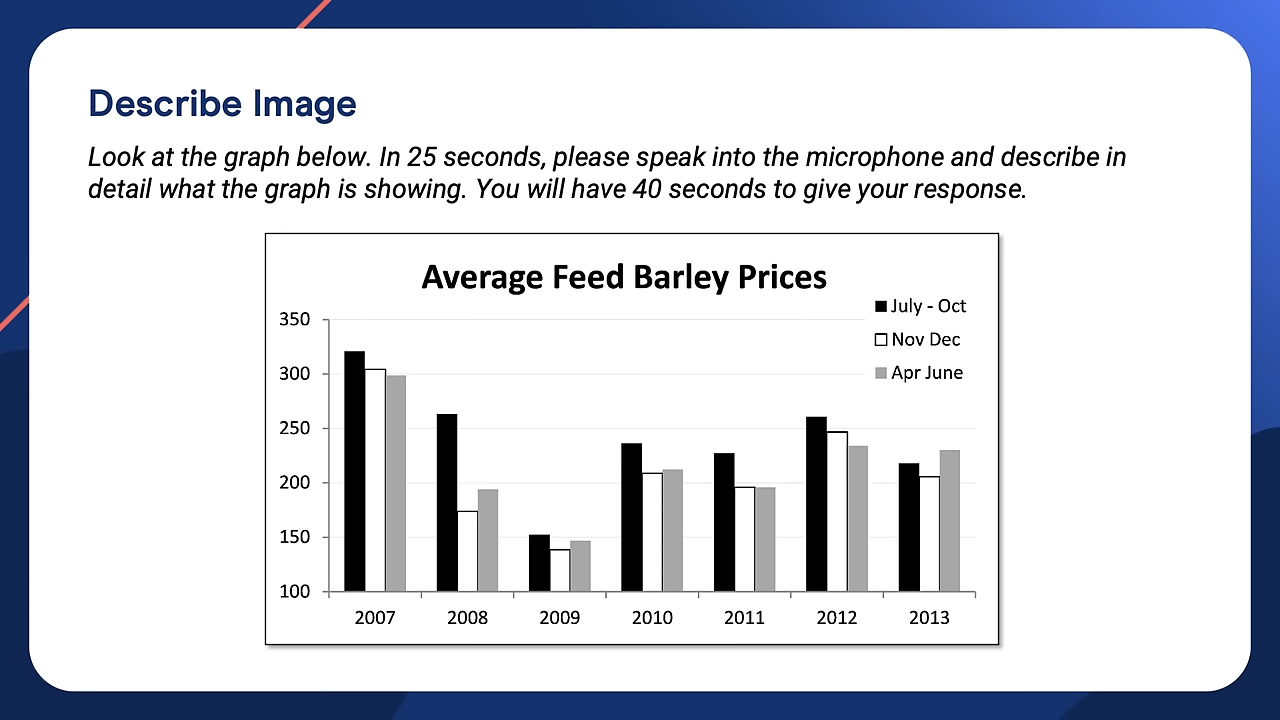 Describe Image
Look at the graph below. In 25 seconds, please speak into the microphone and describe in
detail what the graph is showing. You will have 40 seconds to give your response.
Average Feed Barley Prices
July - Oct
Nov Dec
Apr June
350
300
250
200
150
100
2007 2008 2009 2010 2011 2012 2013